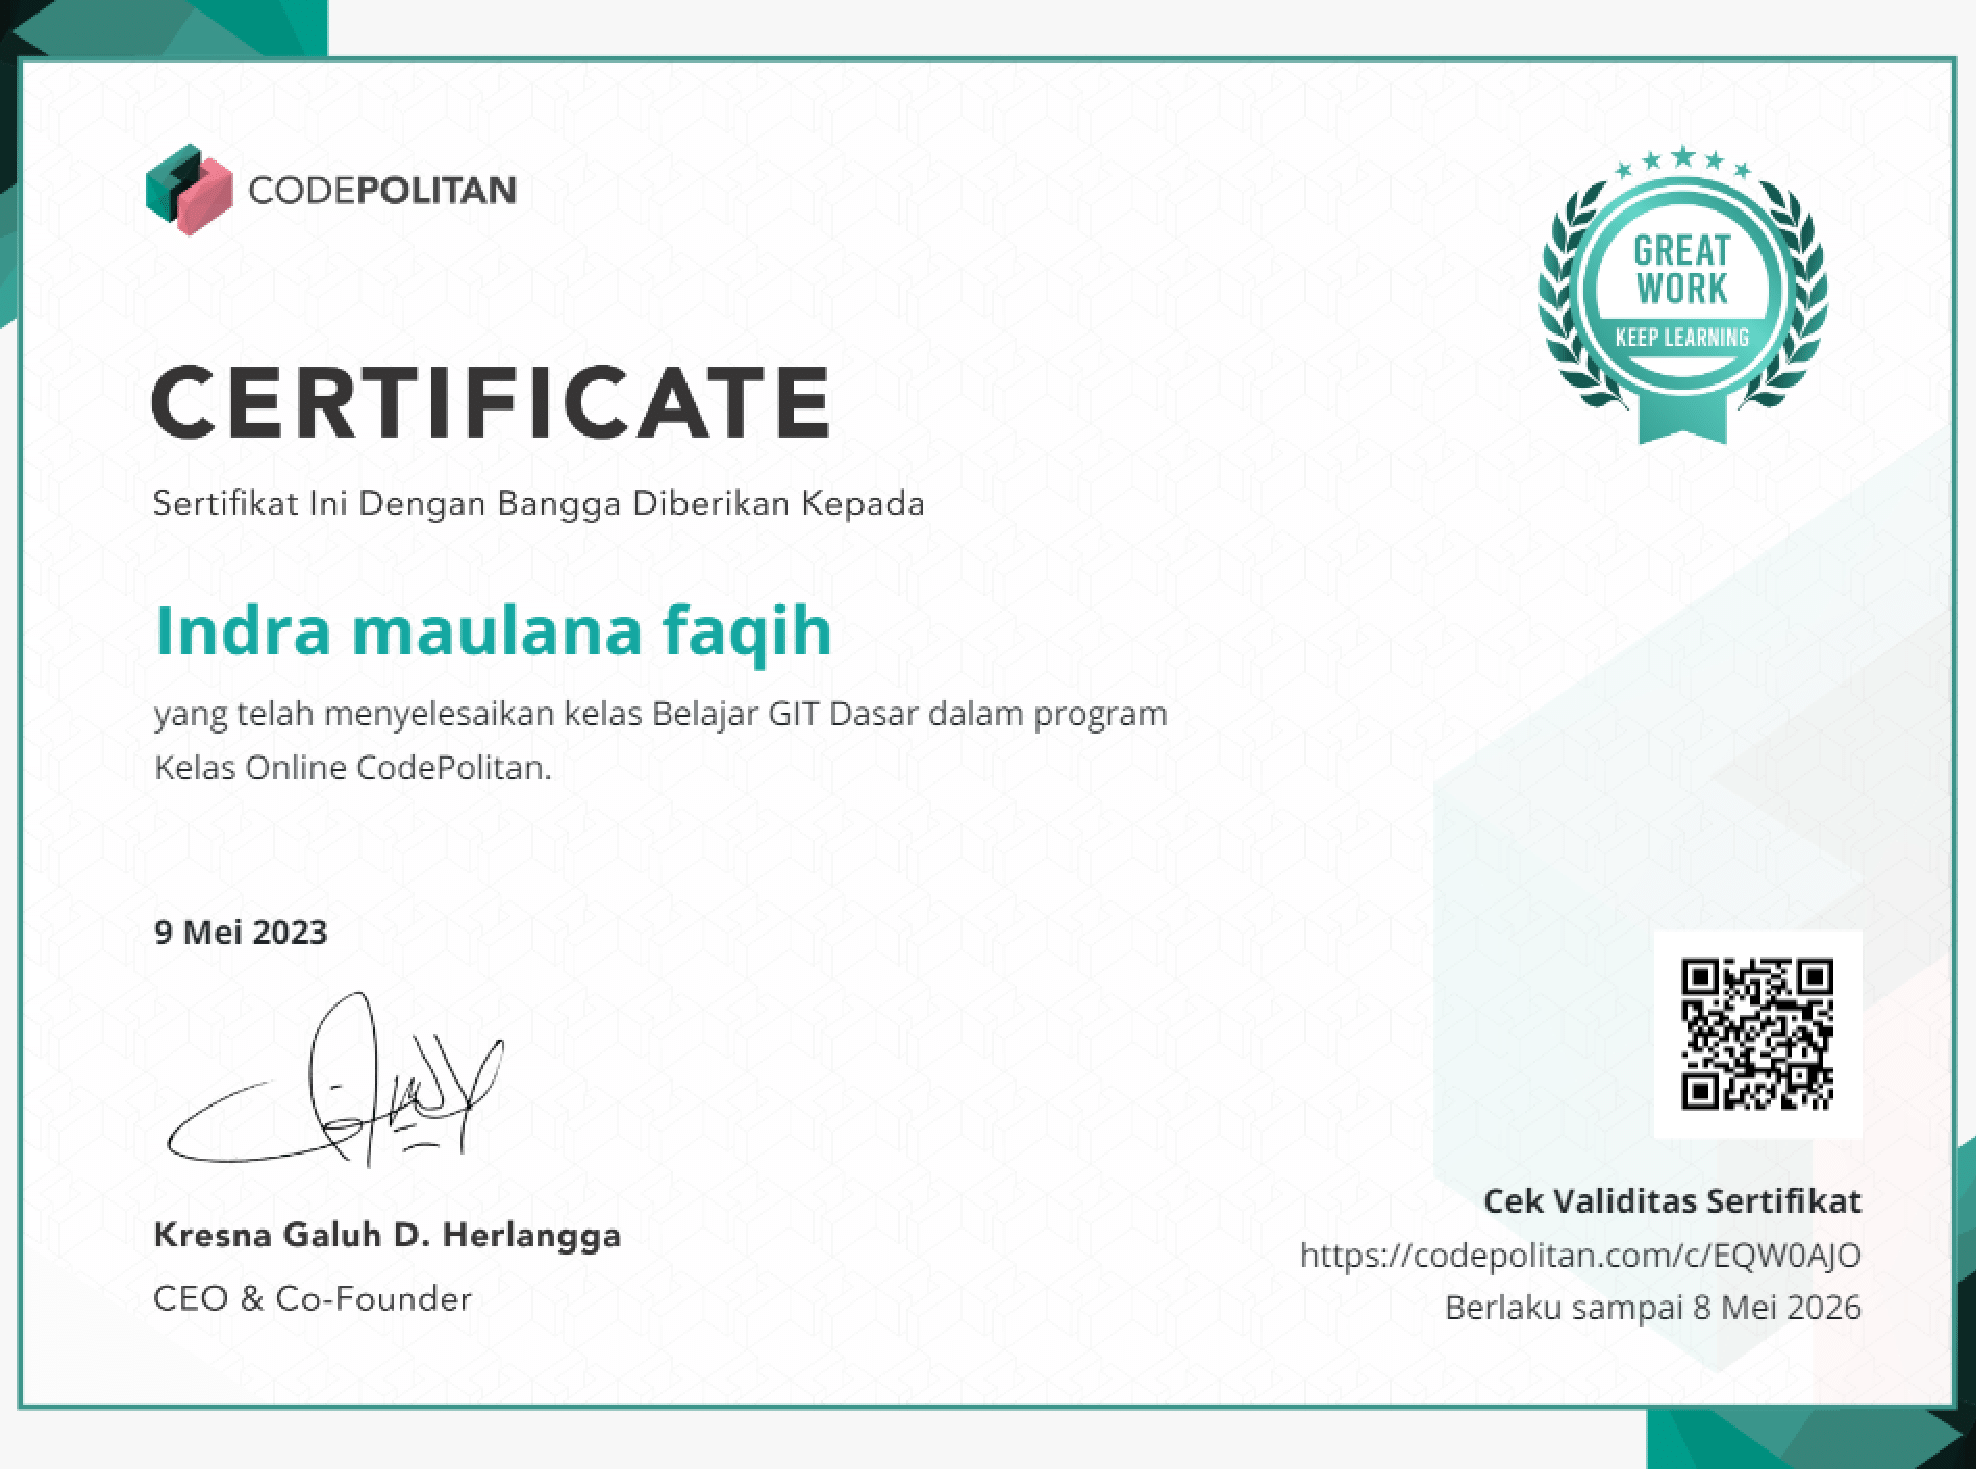 CODEPOLITAN
GREAT
WORK
KEEP LEARNING
CERTIFICATE
Sertifikat Ini Dengan Bangga Diberikan Kepada
Indra maulana faqih
yang telah menyelesaikan kelas Belajar GIT Dasar dalam program
Kelas Online CodePolitan.
9 Mei 2023
Kresna Galuh D. Herlangga
CEO & Co-Founder
Cek Validitas Sertifikat
https://codepolitan.com/c/EQW0AJO
Berlaku sampai 8 Mei 2026